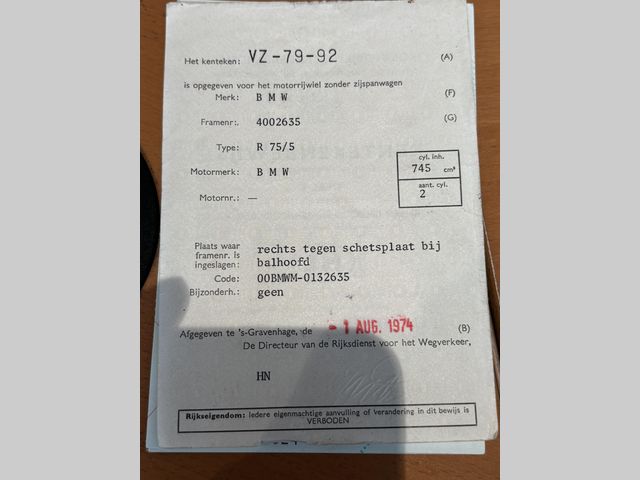 Het kenteken: VZ-79-92 (A)
is opgegeven voor het motorrijwiel zonder zijspanwagen
Merk: B M W (F)
Framenr.: 4002635 (G)
Type: R 75/5
cyl. inh.
Motormerk: B M W 745 cm³
aant. cyl.
Motornr.: — 2
Plaats waar
framenr. is rechts tegen schetsplaat bij
ingeslagen: balhoofd
Code: 00BMWM-0132635
Bijzonderh.: geen
Afgegeven te 's-Gravenhage, de - 1 AUG. 1974 (B)
De Directeur van de Rijksdienst voor het Wegverkeer,
HN
Rijkseigendom: Iedere eigenmachtige aanvulling of verandering in dit bewijs is
VERBODEN